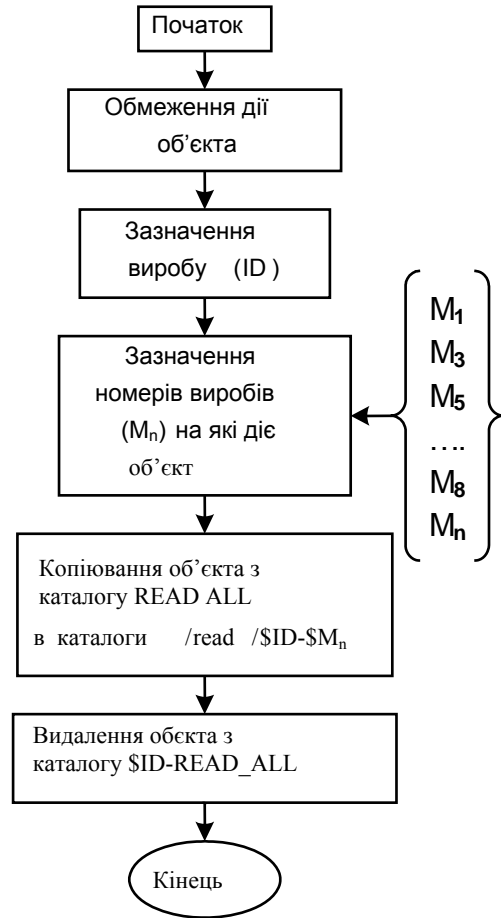 Початок
Обмеження дії
об’єкта
Зазначення
виробу (ID )
Зазначення
номерів виробів
(Mn) на які діє
об’єкт
M1
M3
M5
….
M8
Mn
Копіювання об’єкта з
каталогу READ ALL
в каталоги /read /$ID-$Mn
Видалення обєкта з
каталогу $ID-READ_ALL
Кінець